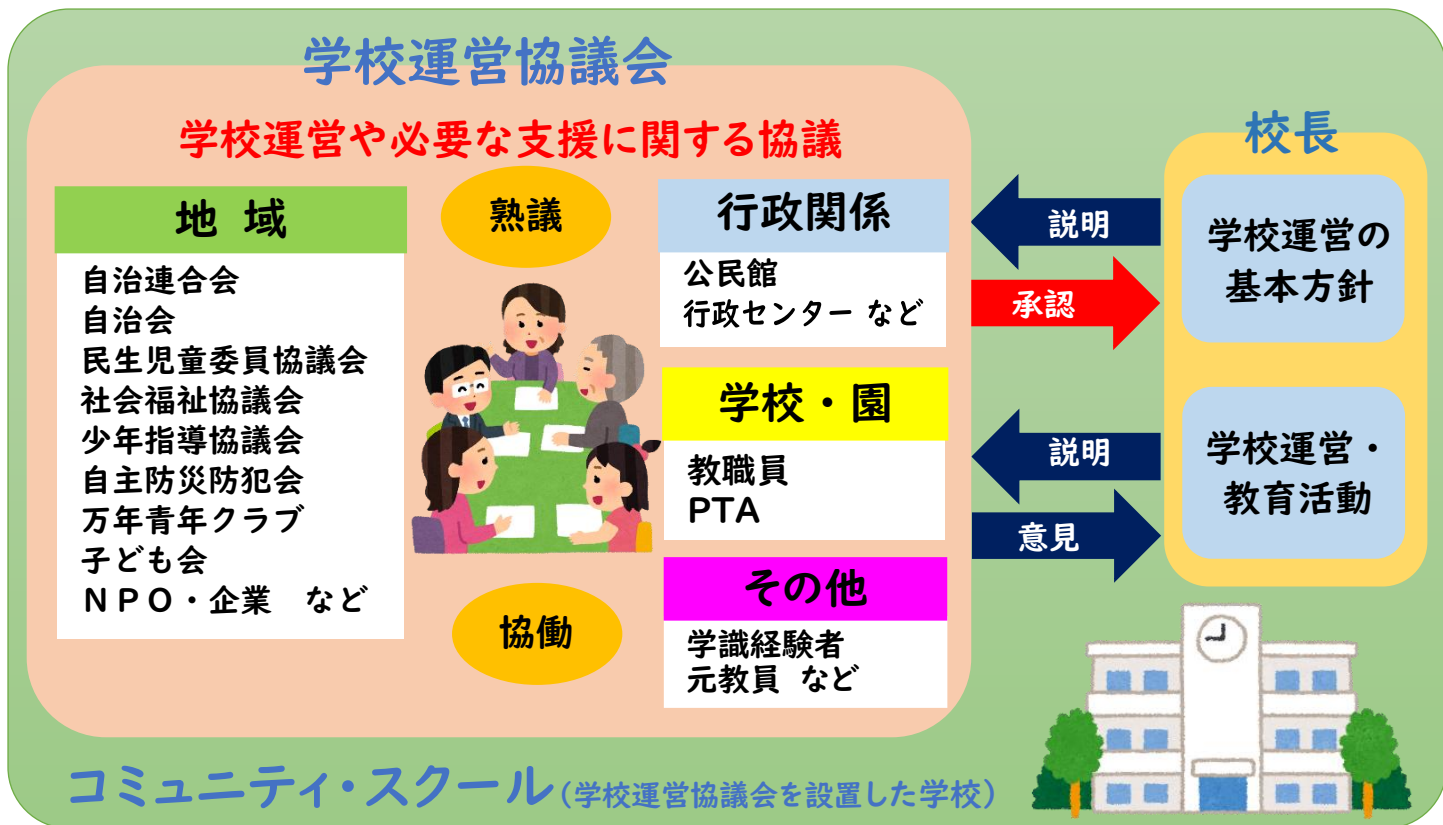 学校運営協議会
学校運営や必要な支援に関する協議
地 域
自治連合会
自治会
民生児童委員協議会
社会福祉協議会
少年指導協議会
自主防災防犯会
万年青年クラブ
子ども会
ＮＰＯ・企業　など
熟議
協働
行政関係
公民館
行政センター など
学校・園
教職員
PTA
その他
学識経験者
元教員 など
説明
承認
説明
意見
校長
学校運営の
基本方針
学校運営・
教育活動
コミュニティ・スクール（学校運営協議会を設置した学校）